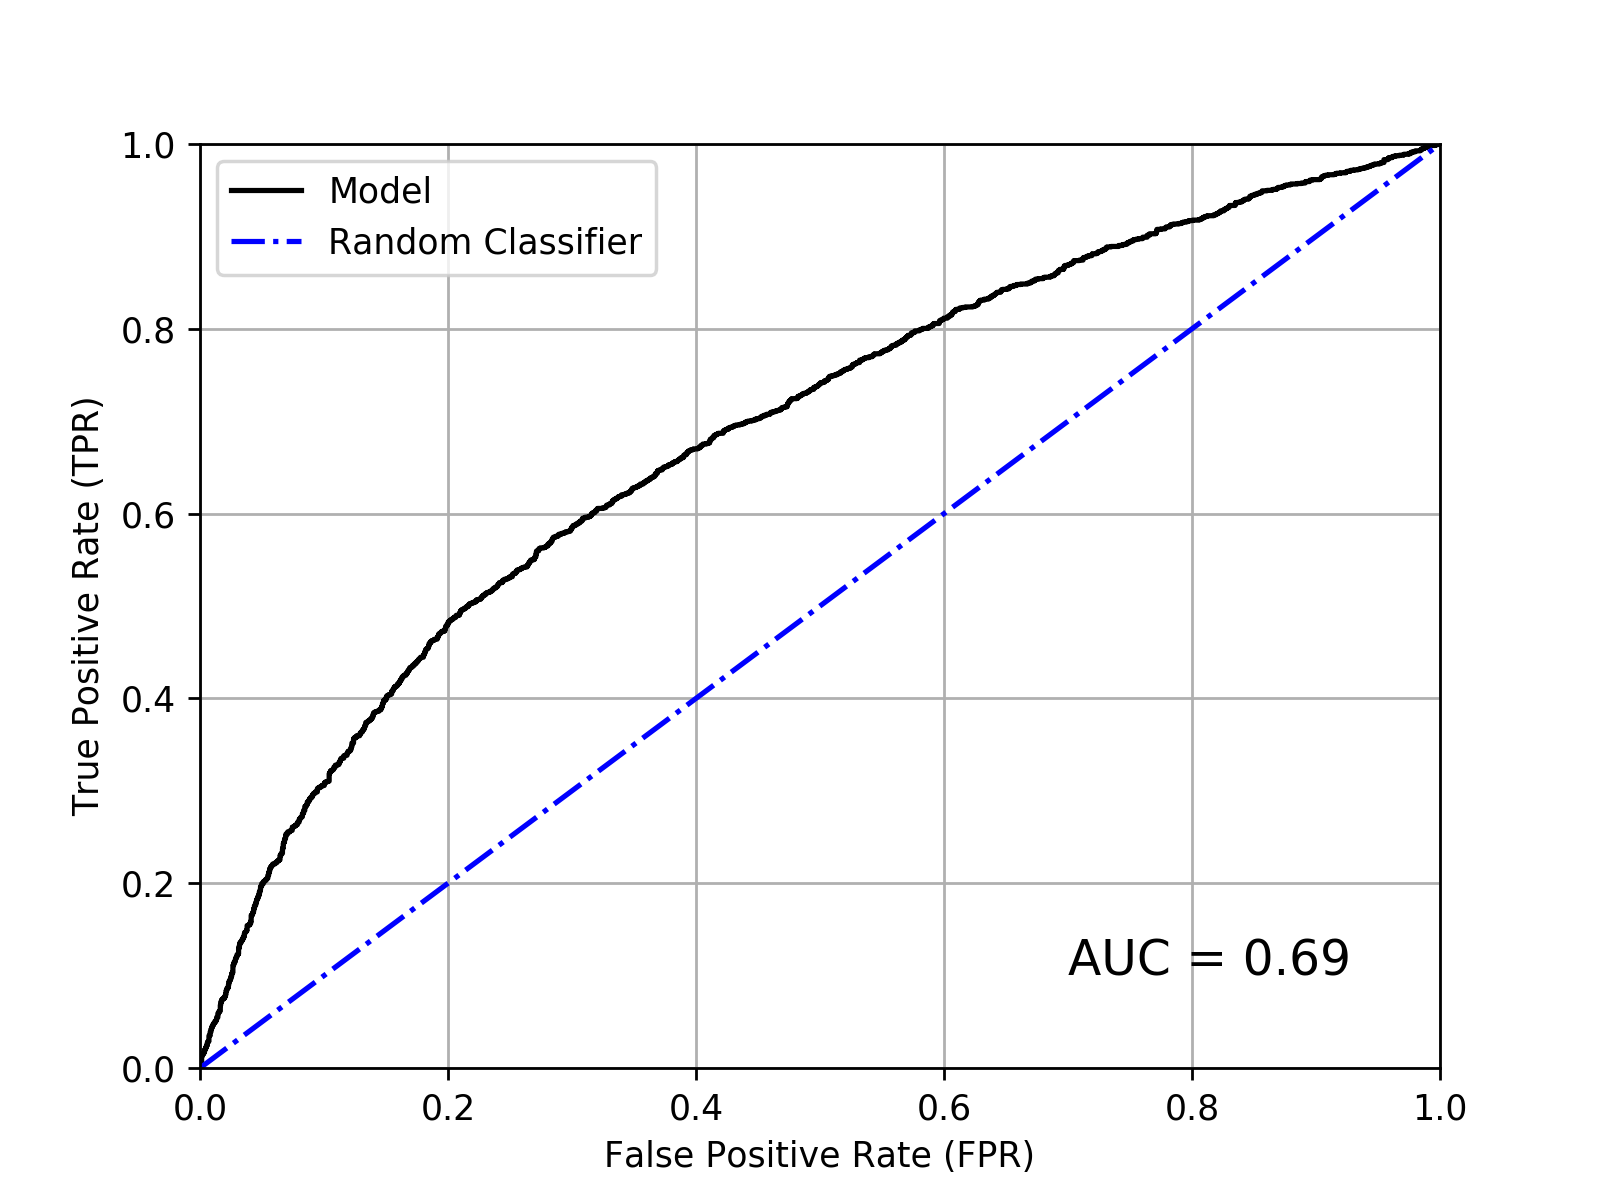 1.0
0.8
0.6
0.4
0.2
0.0
True Positive Rate (TPR)
Model
Random Classifier
AUC = 0.69
0.0 0.2 0.4 0.6 0.8 1.0
False Positive Rate (FPR)